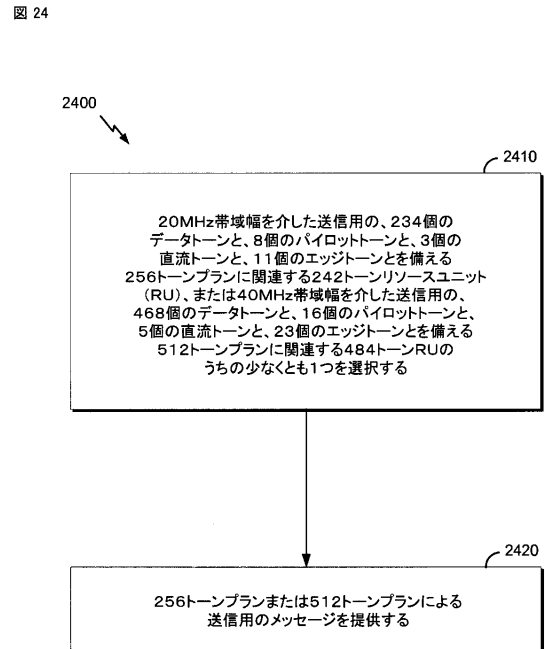 図 24
2400
2410
20MHz帯域幅を介した送信用の、234個の
データトーンと、8個のパイロットトーンと、3個の
直流トーンと、11個のエッジトーンとを備える
256トーンプランに関連する242トーンリソースユニット
(RU)、または40MHz帯域幅を介した送信用の、
468個のデータトーンと、16個のパイロットトーンと、
5個の直流トーンと、23個のエッジトーンとを備える
512トーンプランに関連する484トーンRUの
うちの少なくとも1つを選択する
2420
256トーンプランまたは512トーンプランによる
送信用のメッセージを提供する